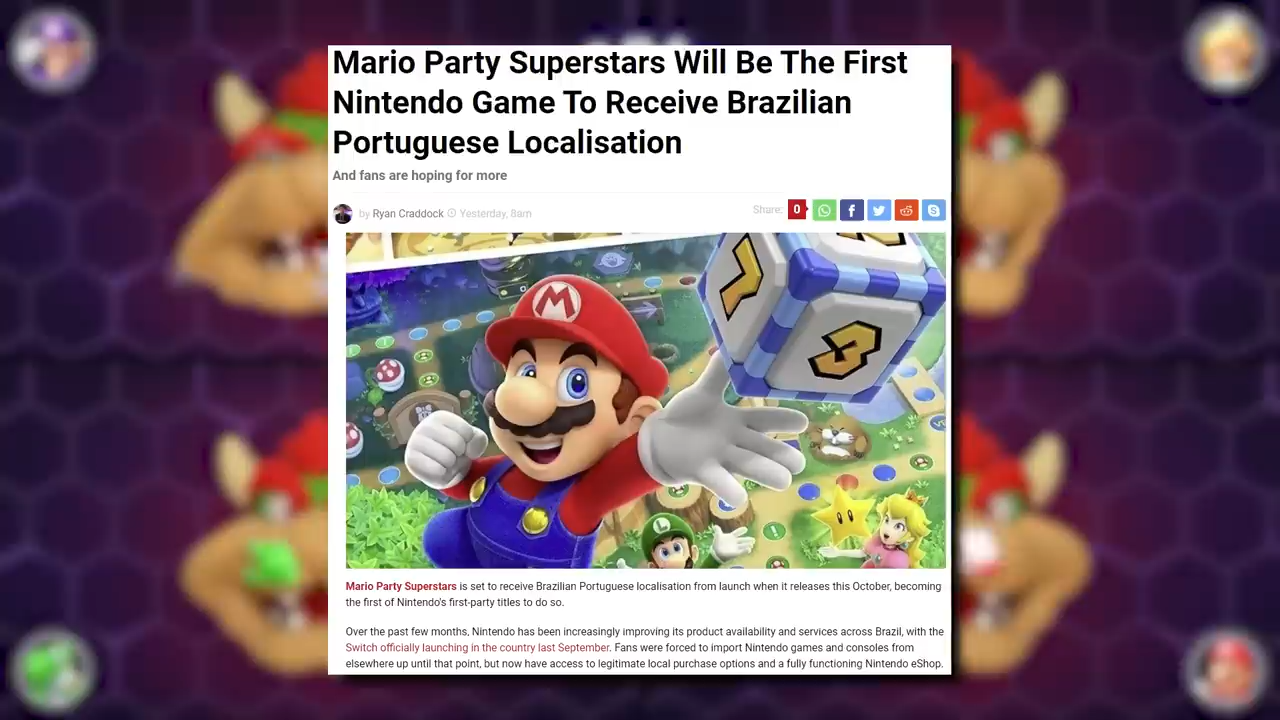 Mario Party Superstars Will Be The First
Nintendo Game To Receive Brazilian
Portuguese Localisation
And fans are hoping for more
by Ryan Craddock Yesterday, 8am
Share: 0
M
3
L
Mario Party Superstars is set to receive Brazilian Portuguese localisation from launch when it releases this October, becoming
the first of Nintendo's first-party titles to do so.
Over the past few months, Nintendo has been increasingly improving its product availability and services across Brazil, with the
Switch officially launching in the country last September. Fans were forced to import Nintendo games and consoles from
elsewhere up until that point, but now have access to legitimate local purchase options and a fully functioning Nintendo eShop.